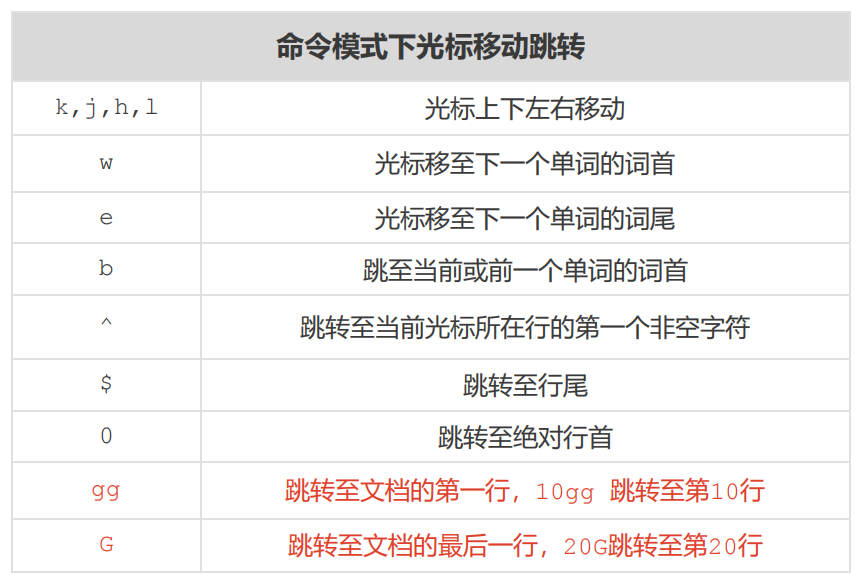 命令模式下光标移动跳转
k,j,h,l 光标上下左右移动
w 光标移至下一个单词的词首
e 光标移至下一个单词的词尾
b 跳至当前或前一个单词的词首
^ 跳转至当前光标所在行的第一个非空字符
$ 跳转至行尾
0 跳转至绝对行首
gg 跳转至文档的第一行，10gg 跳转至第10行
G 跳转至文档的最后一行，20G跳转至第20行